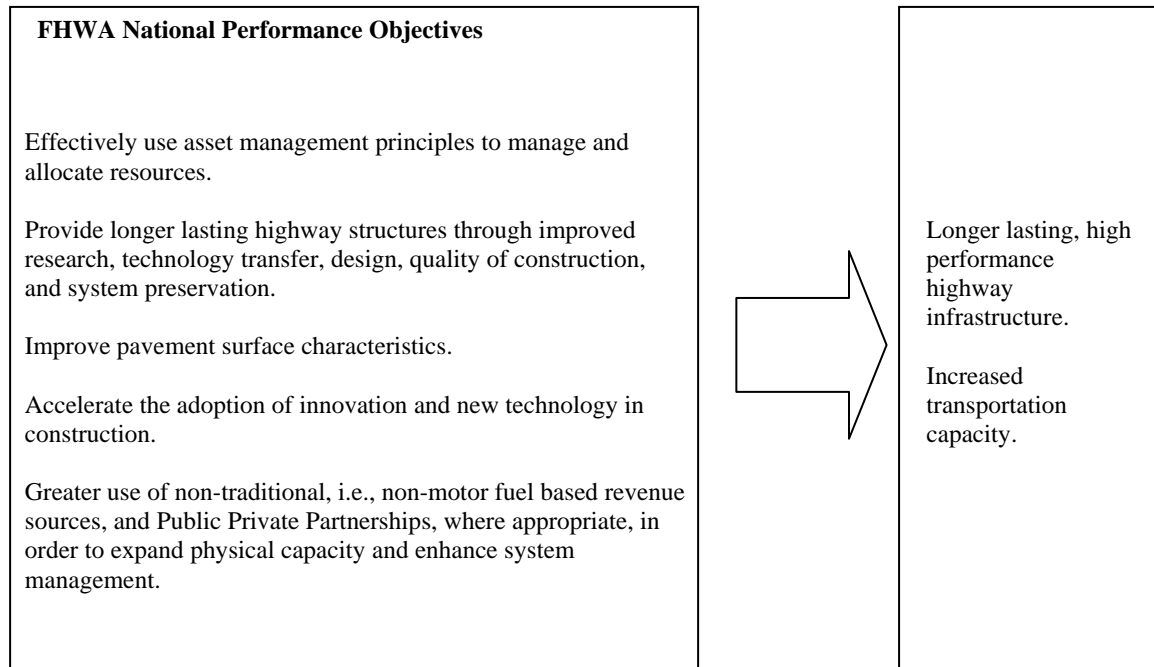 FHWA National Performance Objectives
Effectively use asset management principles to manage and
allocate resources.
Provide longer lasting highway structures through improved
research, technology transfer, design, quality of construction,
and system preservation.
Improve pavement surface characteristics.
Accelerate the adoption of innovation and new technology in
construction.
Greater use of non-traditional, i.e., non-motor fuel based revenue
sources, and Public Private Partnerships, where appropriate, in
order to expand physical capacity and enhance system
management.
Longer lasting, high
performance
highway
infrastructure.
Increased
transportation
capacity.